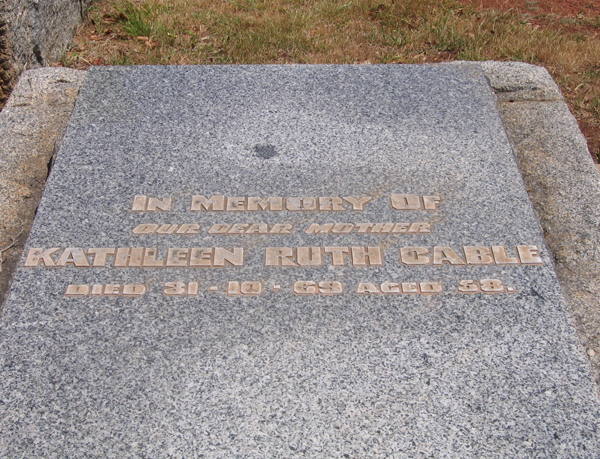 IN MEMORY OF
OUR DEAR MOTHER
KATHLEEN RUTH CABLE
DIED 31-10-69 AGED 58.